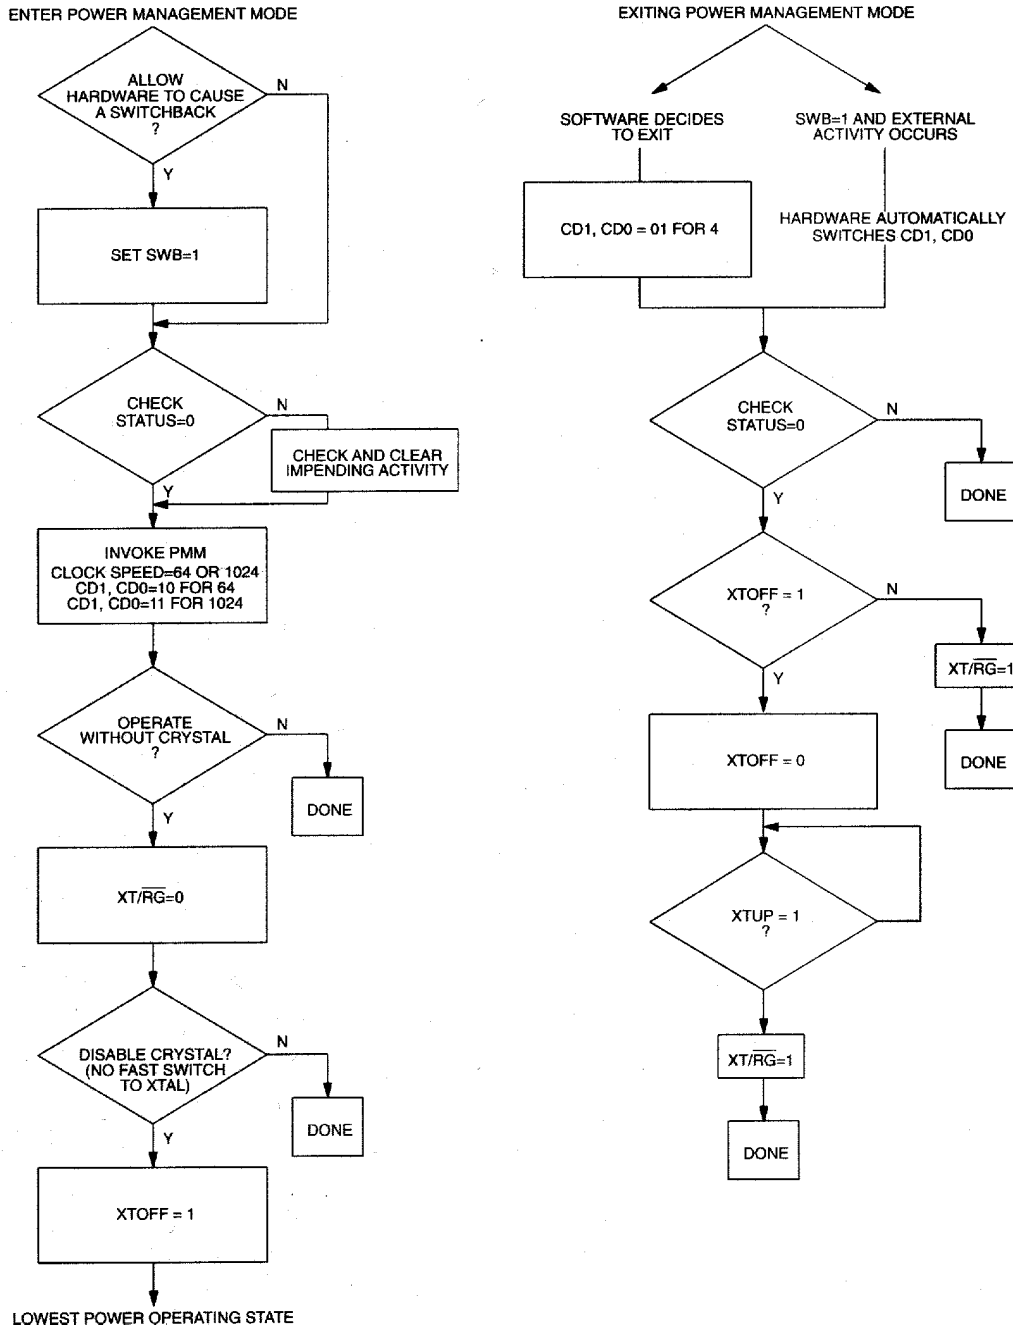 ENTER POWER MANAGEMENT MODE
ALLOW
HARDWARE TO CAUSE
A SWITCHBACK
?
N
Y
SET SWB=1
CHECK
STATUS=0
N
CHECK AND CLEAR
IMPENDING ACTIVITY
Y
INVOKE PMM
CLOCK SPEED=64 OR 1024
CD1, CD0=10 FOR 64
CD1, CD0=11 FOR 1024
OPERATE
WITHOUT CRYSTAL
?
N
DONE
Y
XT/R̅G̅=0
DISABLE CRYSTAL?
(NO FAST SWITCH
TO XTAL)
N
DONE
Y
XTOFF = 1
LOWEST POWER OPERATING STATE
EXITING POWER MANAGEMENT MODE
SOFTWARE DECIDES
TO EXIT
SWB=1 AND EXTERNAL
ACTIVITY OCCURS
CD1, CD0 = 01 FOR 4
HARDWARE AUTOMATICALLY
SWITCHES CD1, CD0
CHECK
STATUS=0
N
DONE
Y
XTOFF = 1
?
N
XT/R̅G̅=1
DONE
Y
XTOFF = 0
XTUP = 1
?
XT/R̅G̅=1
DONE